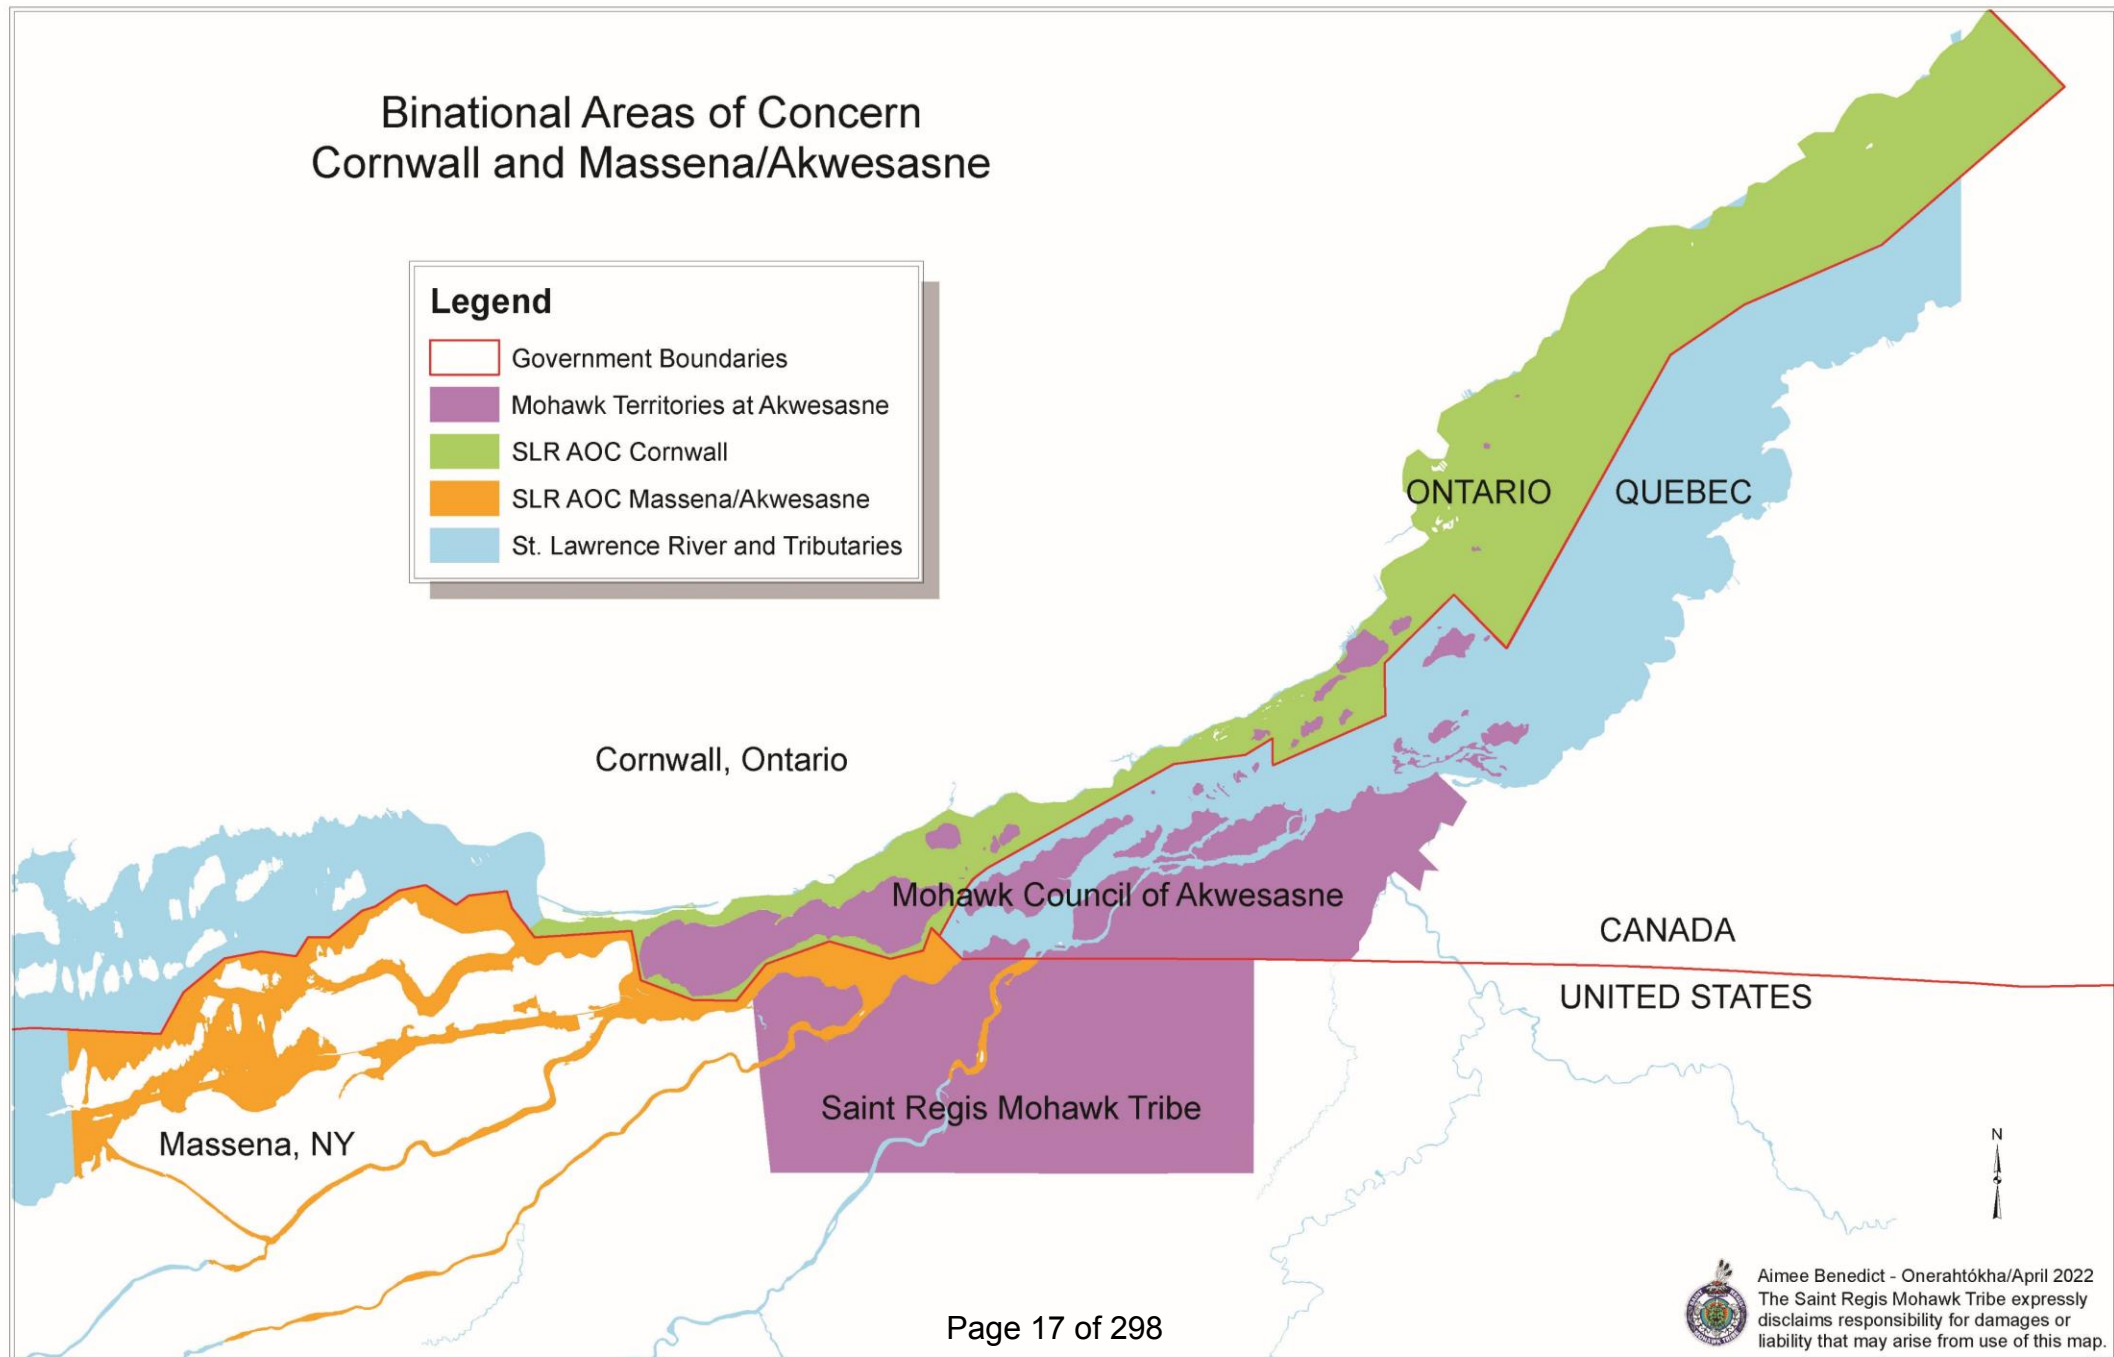 Binational Areas of Concern
Cornwall and Massena/Akwesasne
Legend
Government Boundaries
Mohawk Territories at Akwesasne
SLR AOC Cornwall
SLR AOC Massena/Akwesasne
St. Lawrence River and Tributaries
ONTARIO
QUEBEC
Cornwall, Ontario
Mohawk Council of Akwesasne
CANADA
UNITED STATES
Saint Regis Mohawk Tribe
Massena, NY
N
Aimee Benedict - Onerahtókha/April 2022
The Saint Regis Mohawk Tribe expressly
disclaims responsibility for damages or
liability that may arise from use of this map.
Page 17 of 298